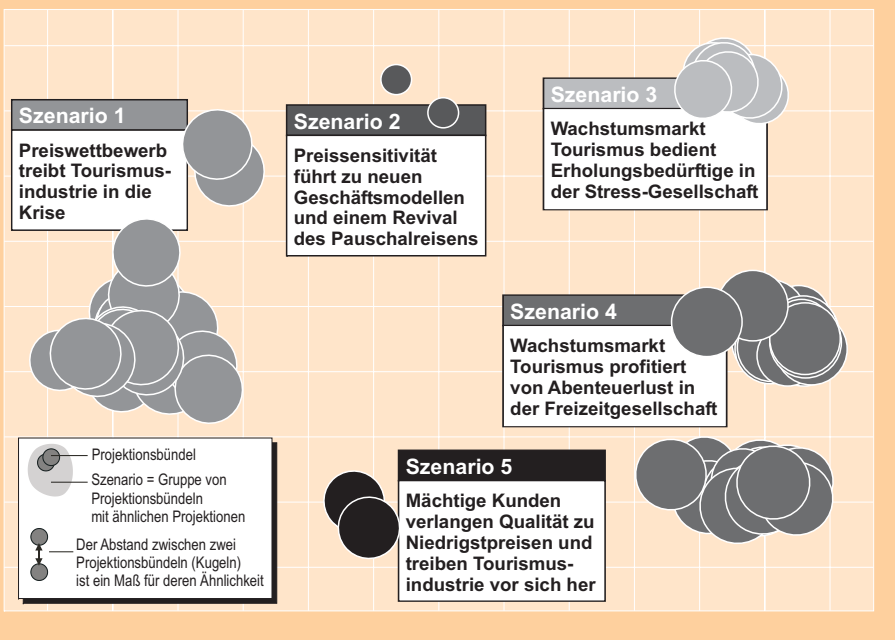 Szenario 1
Preiswettbewerb
treibt Tourismus-
industrie in die
Krise
Szenario 2
Preissensitivität
führt zu neuen
Geschäftsmodellen
und einem Revival
des Pauschalreisens
Szenario 3
Wachstumsmarkt
Tourismus bedient
Erholungsbedürftige in
der Stress-Gesellschaft
Szenario 4
Wachstumsmarkt
Tourismus profitiert
von Abenteuerlust in
der Freizeitgesellschaft
Szenario 5
Mächtige Kunden
verlangen Qualität zu
Niedrigstpreisen und
treiben Tourismus-
industrie vor sich her
Projektionsbündel
Szenario = Gruppe von
Projektionsbündeln
mit ähnlichen Projektionen
Der Abstand zwischen zwei
Projektionsbündeln (Kugeln)
ist ein Maß für deren Ähnlichkeit